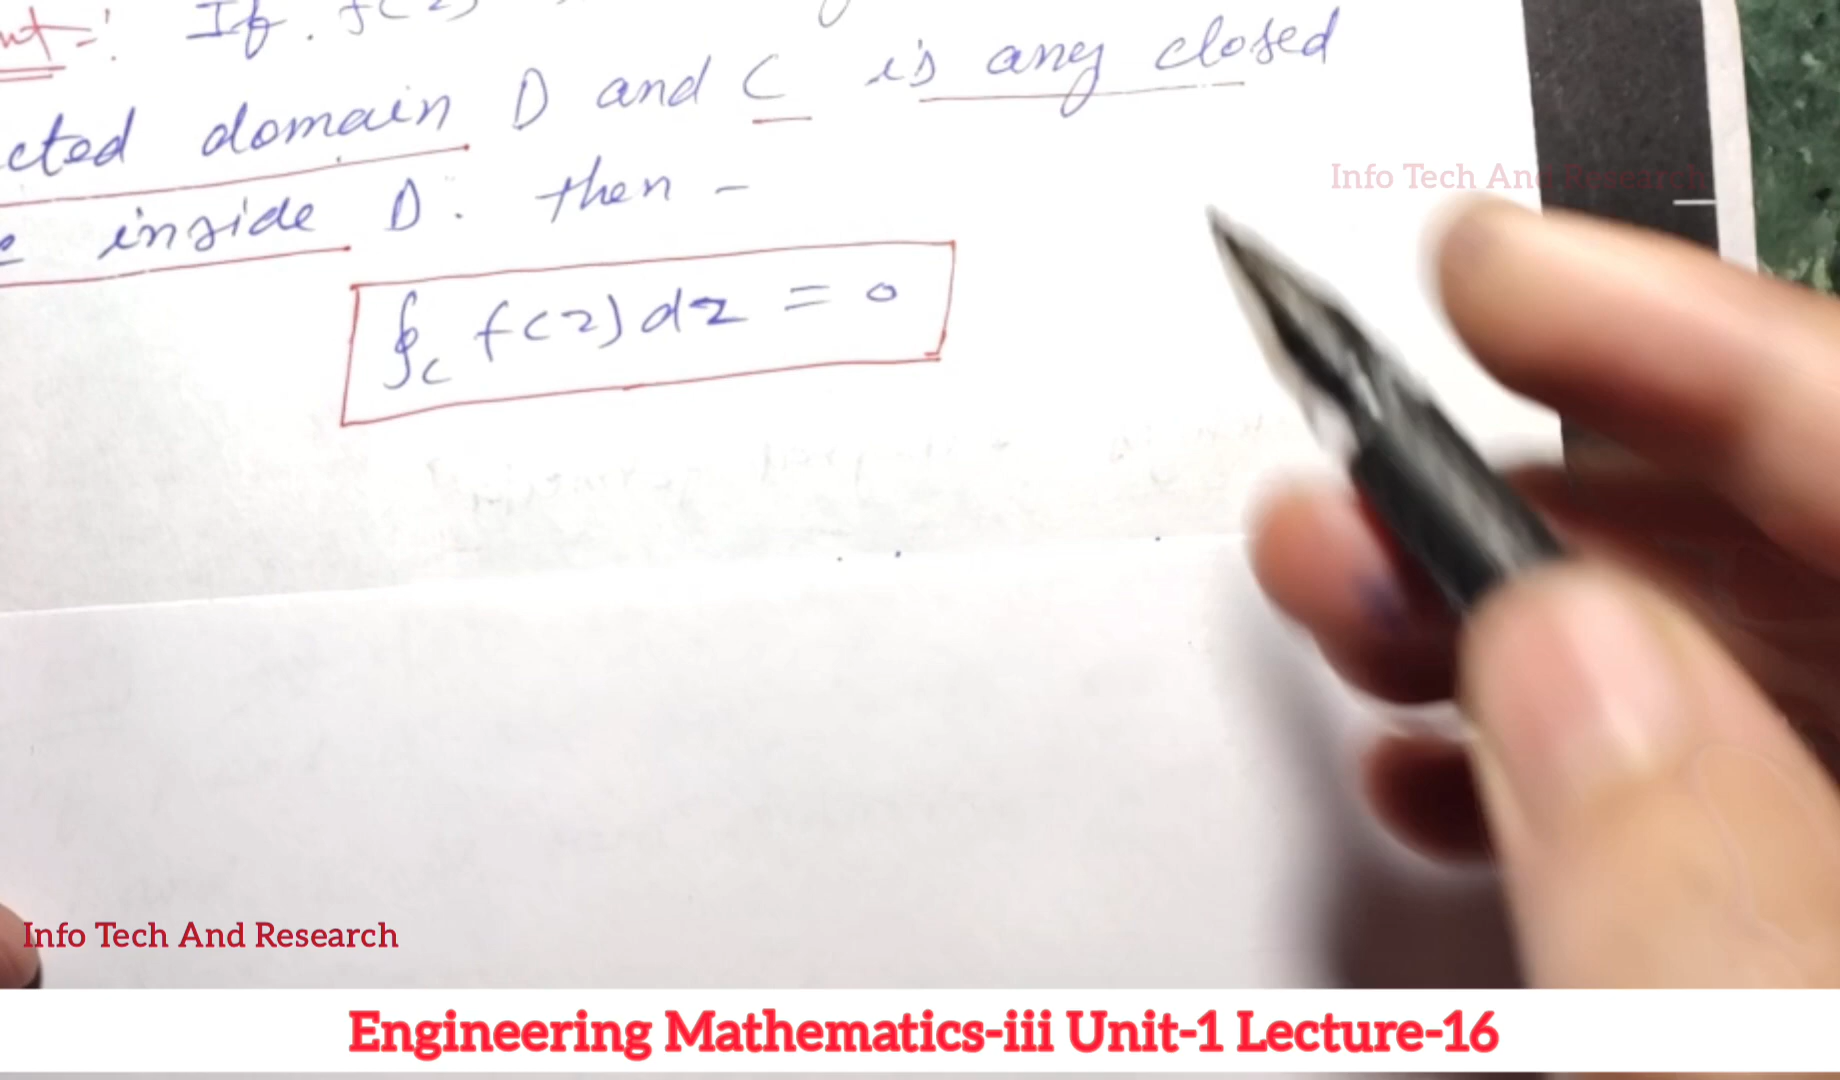 If. f(z)
domain D and C is any closed
inside D. then -
∮c f(z) dz = 0
Info Tech And Research
Info Tech And Research
Engineering Mathematics-iii Unit-1 Lecture-16